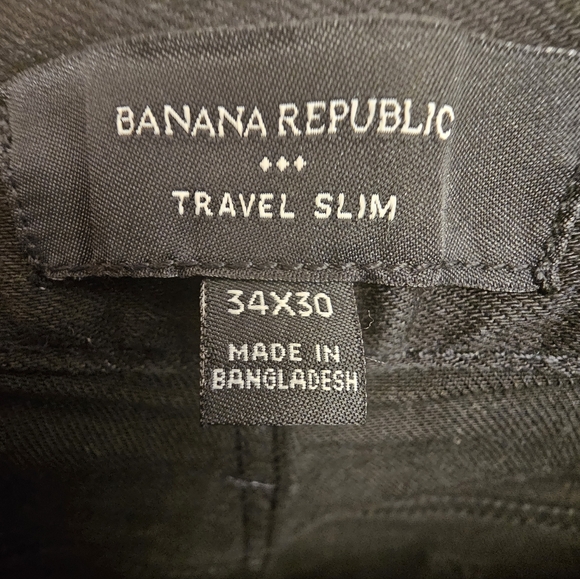 BANANA REPUBLIC
TRAVEL SLIM
34X30
MADE IN
BANGLADESH